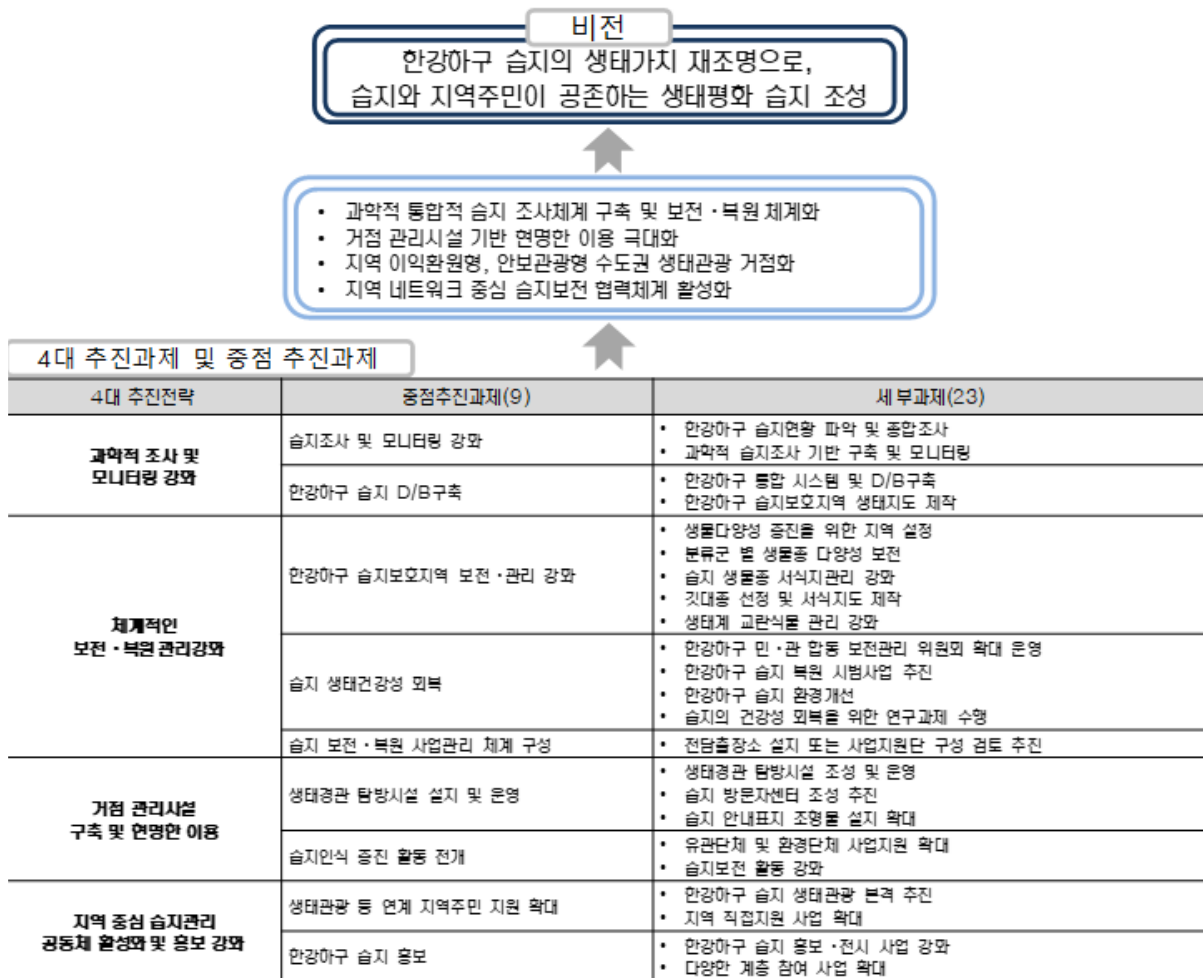 비전
한강하구 습지의 생태가치 재조명으로,
습지와 지역주민이 공존하는 생태평화 습지 조성
• 과학적 통합적 습지 조사체계 구축 및 보전・복원 체계화
• 거점 관리시설 기반 현명한 이용 극대화
• 지역 이익환원형, 안보관광형 수도권 생태관광 거점화
• 지역 네트워크 중심 습지보전 협력체계 활성화
4대 추진과제 및 중점 추진과제
4대 추진전략
중점추진과제(9)
세부과제(23)
과학적 조사 및
모니터링 강화
습지조사 및 모니터링 강화
• 한강하구 습지현황 파악 및 종합조사
• 과학적 습지조사 기반 구축 및 모니터링
한강하구 습지 D/B구축
• 한강하구 통합 시스템 및 D/B구축
• 한강하구 습지보호지역 생태지도 제작
체계적인
보전・복원 관리강화
한강하구 습지보호지역 보전・관리 강화
• 생물다양성 증진을 위한 지역 설정
• 분류군 별 생물종 다양성 보전
• 습지 생물종 서식지관리 강화
• 깃대종 선정 및 서식지도 제작
• 생태계 교란식물 관리 강화
습지 생태건강성 회복
• 한강하구 민・관 합동 보전관리 위원회 확대 운영
• 한강하구 습지 복원 시범사업 추진
• 한강하구 습지 환경개선
• 습지의 건강성 회복을 위한 연구과제 수행
습지 보전・복원 사업관리 체계 구성
• 전담출장소 설치 또는 사업지원단 구성 검토 추진
거점 관리시설
구축 및 현명한 이용
생태경관 탐방시설 설치 및 운영
• 생태경관 탐방시설 조성 및 운영
• 습지 방문자센터 조성 추진
• 습지 안내표지 조형물 설치 확대
습지인식 증진 활동 전개
• 유관단체 및 환경단체 사업지원 확대
• 습지보전 활동 강화
지역 중심 습지관리
공동체 활성화 및 홍보 강화
생태관광 등 연계 지역주민 지원 확대
• 한강하구 습지 생태관광 본격 추진
• 지역 직접지원 사업 확대
한강하구 습지 홍보
• 한강하구 습지 홍보・전시 사업 강화
• 다양한 계층 참여 사업 확대